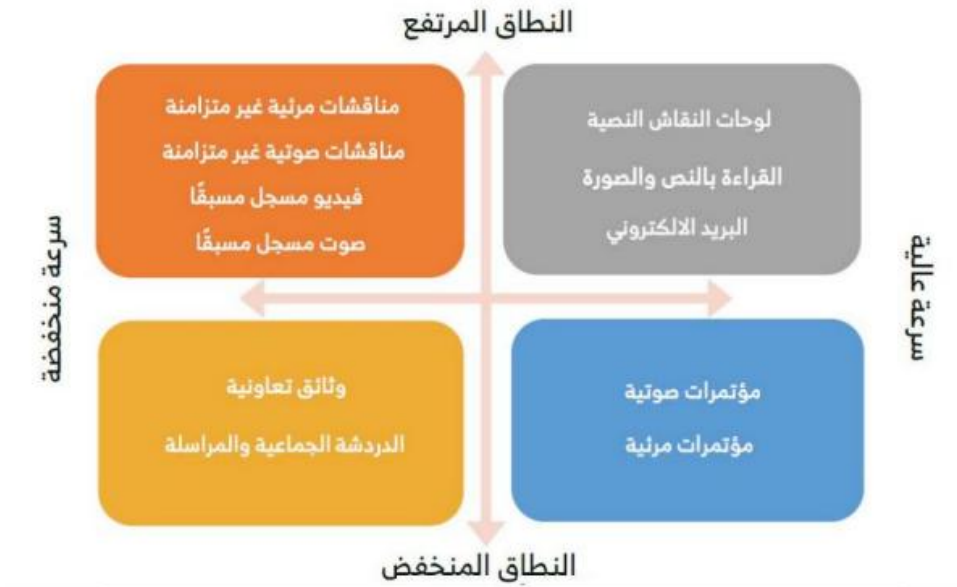 النطاق المرتفع
لوحات النقاش النصية
القراءة بالنص والصورة
البريد الالكتروني
مناقشات مرئية غير متزامنة
مناقشات صوتية غير متزامنة
فيديو مسجل مسبقًا
صوت مسجل مسبقًا
سرعة عالية
سرعة منخفضة
مؤتمرات صوتية
مؤتمرات مرئية
وثائق تعاونية
الدردشة الجماعية والمراسلة
النطاق المنخفض